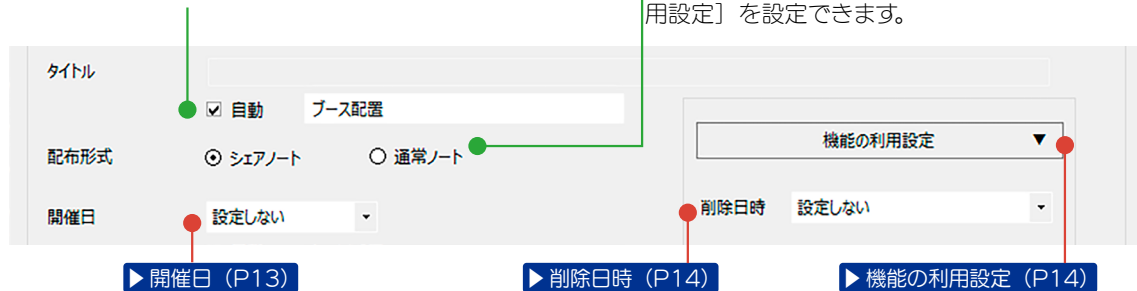 用設定］を設定できます。
タイトル
自動 ブース配置
機能の利用設定 ▼
配布形式 シェアノート 通常ノート
開催日 設定しない 削除日時 設定しない
▶開催日（P13） ▶削除日時（P14） ▶機能の利用設定（P14）